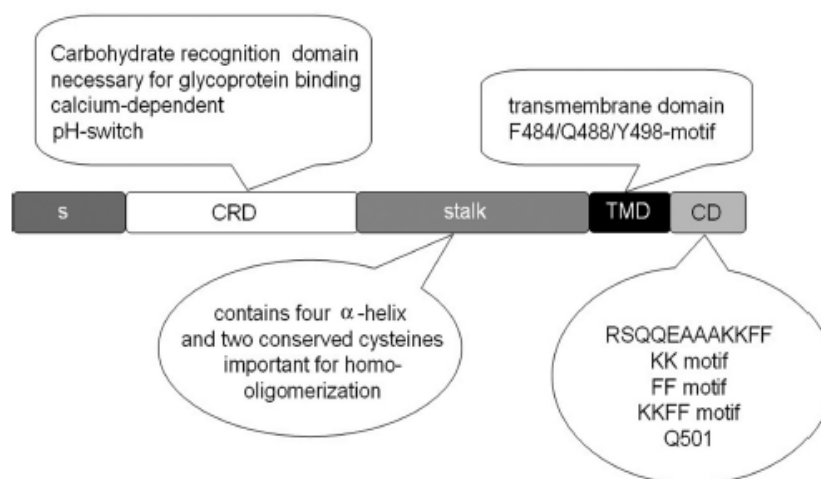 Carbohydrate recognition domain
necessary for glycoprotein binding
calcium-dependent
pH-switch
transmembrane domain
F484/Q488/Y498-motif
s
CRD
stalk
TMD
CD
contains four α-helix
and two conserved cysteines
important for homo-
oligomerization
RSQQEAAAKKFF
KK motif
FF motif
KKFF motif
Q501